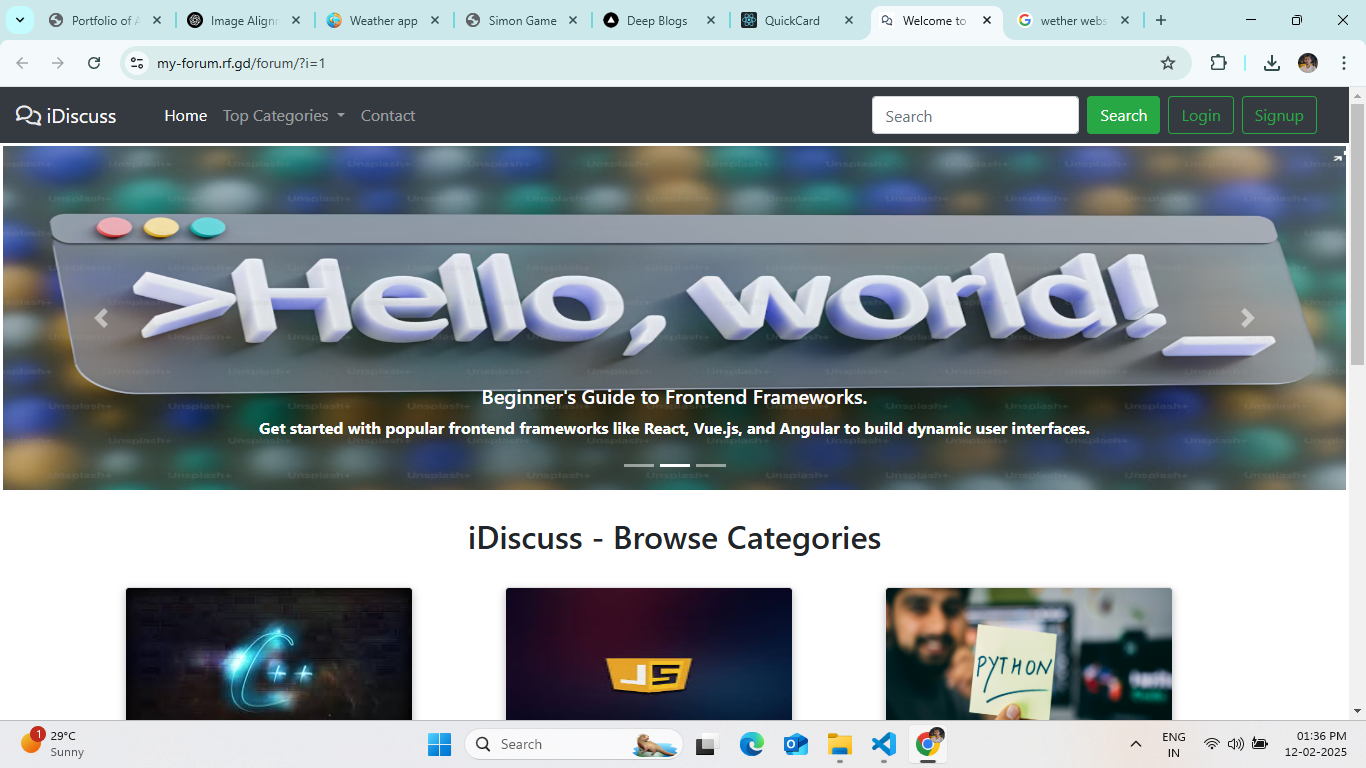 Portfolio of A
Image Alignr
Weather app
Simon Game
Deep Blogs
QuickCard
Welcome to
wether webs
my-forum.rf.gd/forum/?i=1
iDiscuss
Home
Top Categories
Contact
Search
Search
Login
Signup
>Hello, world!_
Beginner's Guide to Frontend Frameworks.
Get started with popular frontend frameworks like React, Vue.js, and Angular to build dynamic user interfaces.
iDiscuss - Browse Categories
C++
JS
PYTHON
1
29°C
Sunny
Search
ENG
IN
01:36 PM
12-02-2025